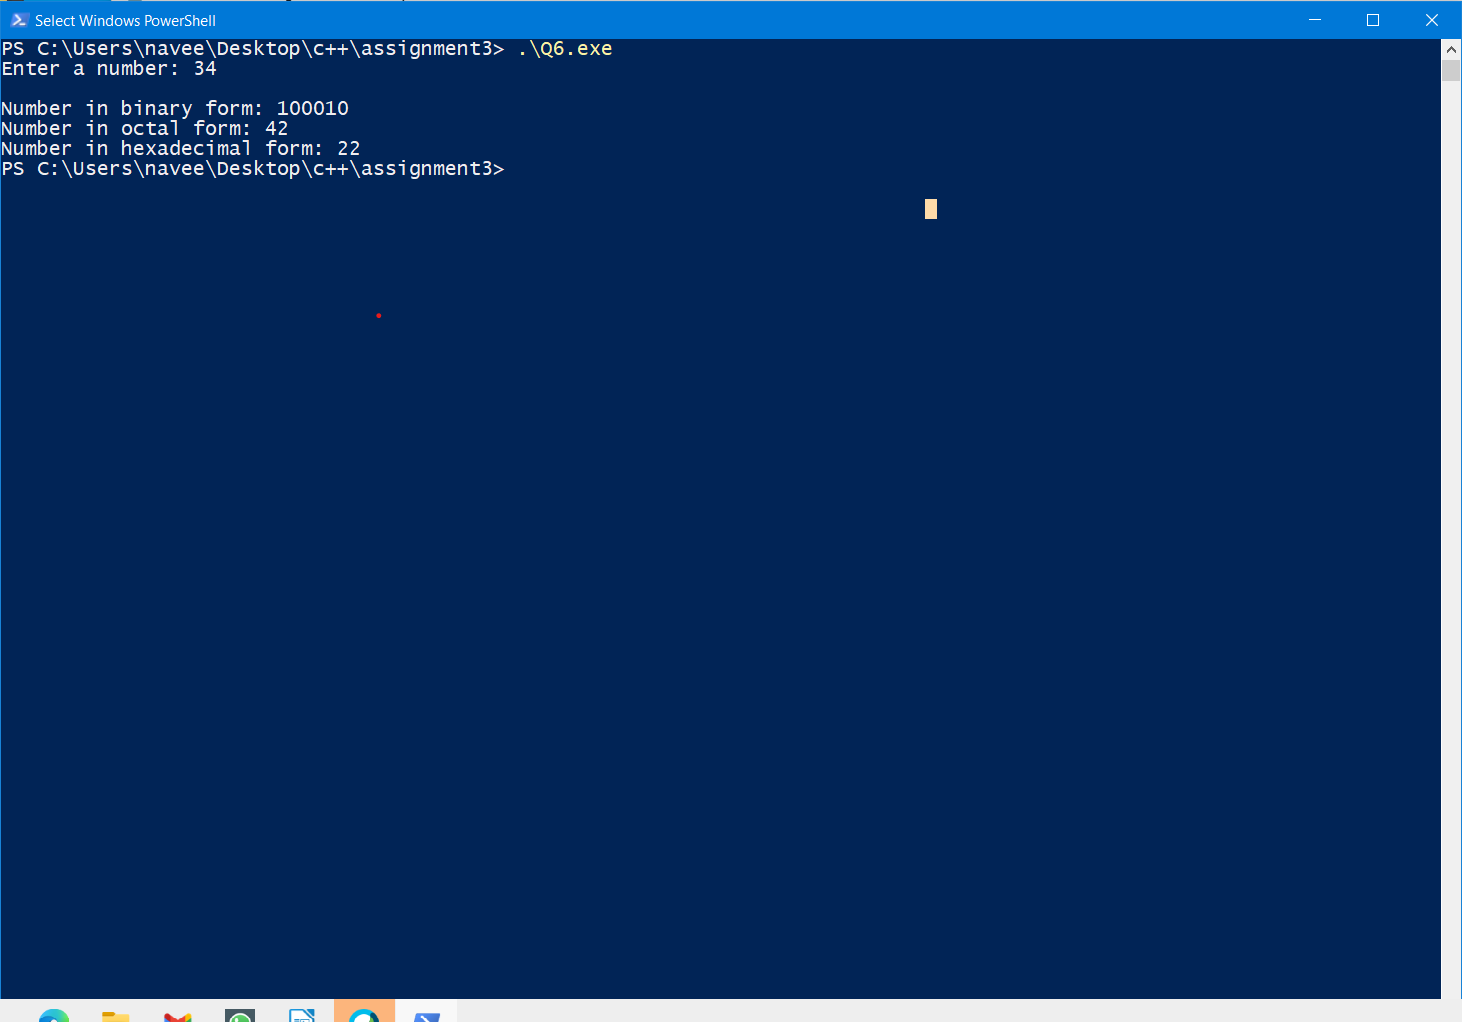 Select Windows PowerShell
PS C:\Users\navee\Desktop\c++\assignment3> .\Q6.exe
Enter a number: 34
Number in binary form: 100010
Number in octal form: 42
Number in hexadecimal form: 22
PS C:\Users\navee\Desktop\c++\assignment3>